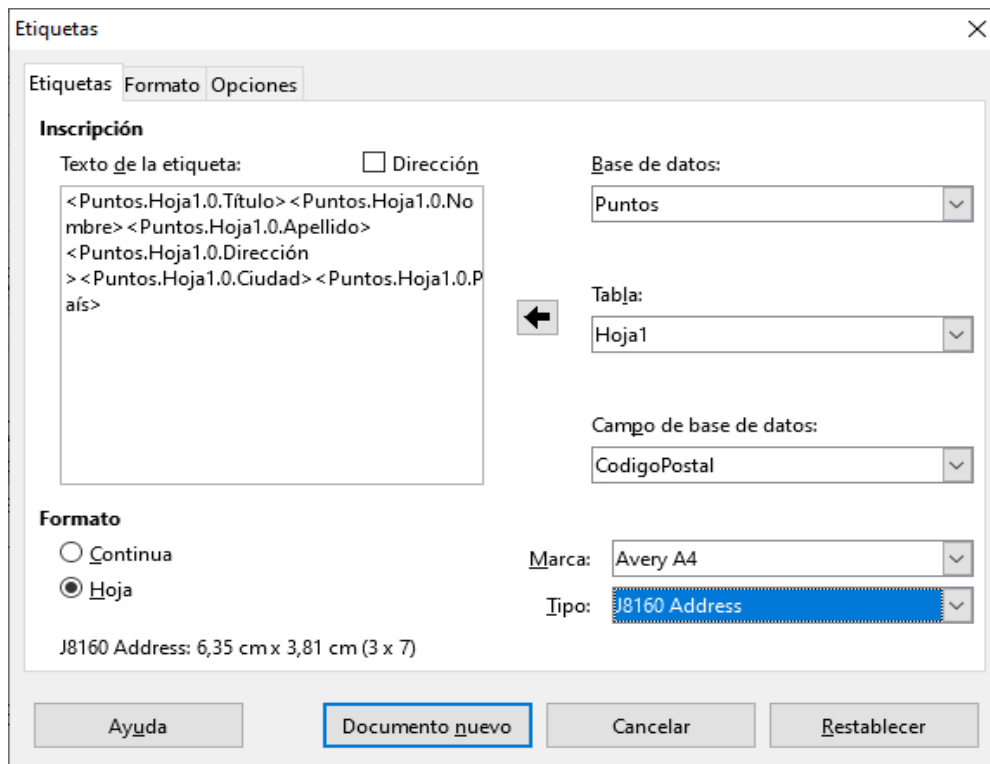 Etiquetas
Etiquetas Formato Opciones
Inscripción
Texto de la etiqueta: Dirección
<Puntos.Hoja1.0.Título><Puntos.Hoja1.0.No
mbre><Puntos.Hoja1.0.Apellido>
<Puntos.Hoja1.0.Dirección
><Puntos.Hoja1.0.Ciudad><Puntos.Hoja1.0.P
aís>
Base de datos:
Puntos
Tabla:
Hoja1
Campo de base de datos:
CodigoPostal
Formato
Continua
Hoja
Marca: Avery A4
Tipo: J8160 Address
J8160 Address: 6,35 cm x 3,81 cm (3 x 7)
Ayuda Documento nuevo Cancelar Restablecer